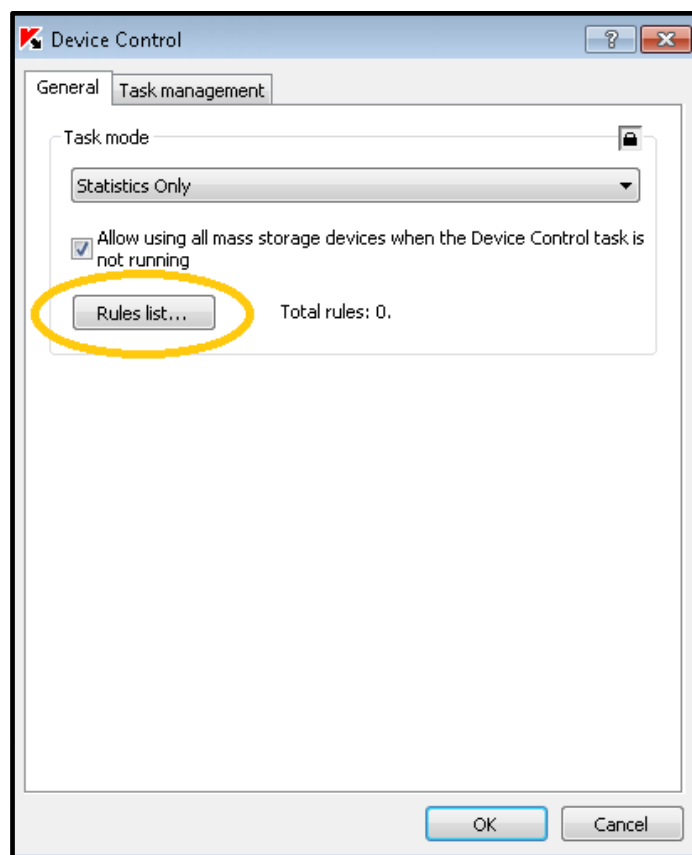 Device Control
General
Task management
Task mode
Statistics Only
Allow using all mass storage devices when the Device Control task is
not running
Rules list...
Total rules: 0.
OK
Cancel